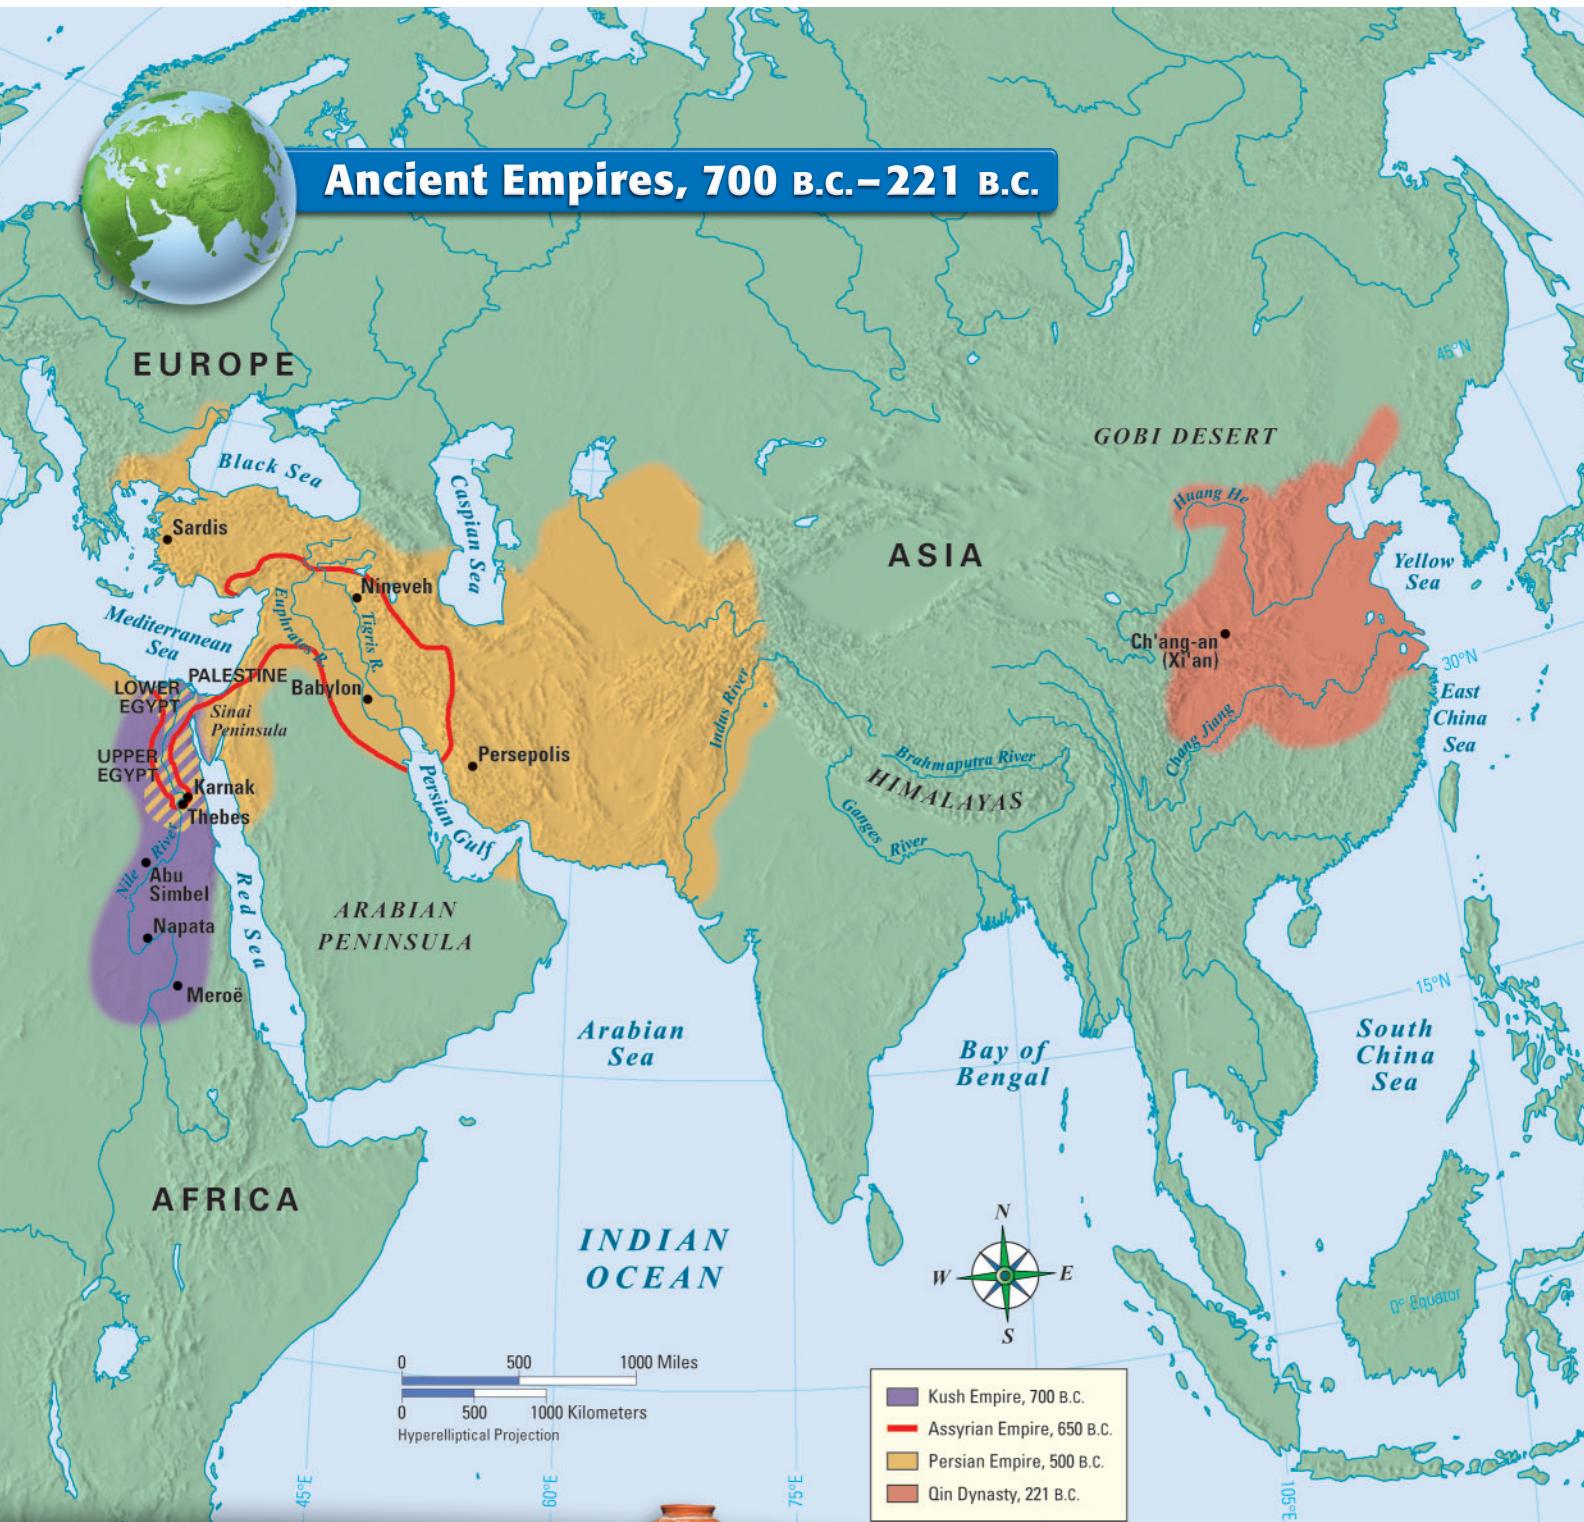 Ancient Empires, 700 B.C.–221 B.C.
EUROPE
45°N
GOBI DESERT
Black Sea
Caspian
Sea
Huang He
Sardis
ASIA
Yellow
Sea
Nineveh
Euphrates R.
Tigris R.
Mediterranean
Sea
Ch'ang-an
(Xi'an)
30°N
PALESTINE
LOWER
EGYPT
Babylon
Sinai
Peninsula
Indus River
East
China
Sea
Chang Jiang
UPPER
EGYPT
Persepolis
Brahmaputra River
HIMALAYAS
Karnak
Thebes
Persian Gulf
Ganges
River
Nile River
Abu
Simbel
Red Sea
Napata
ARABIAN
PENINSULA
Meroë
15°N
Arabian
Sea
Bay of
Bengal
South
China
Sea
AFRICA
INDIAN
OCEAN
N
W
E
S
0° Equator
0 500 1000 Miles
0 500 1000 Kilometers
Hyperelliptical Projection
Kush Empire, 700 B.C.
Assyrian Empire, 650 B.C.
Persian Empire, 500 B.C.
Qin Dynasty, 221 B.C.
45°E
60°E
75°E
105°E